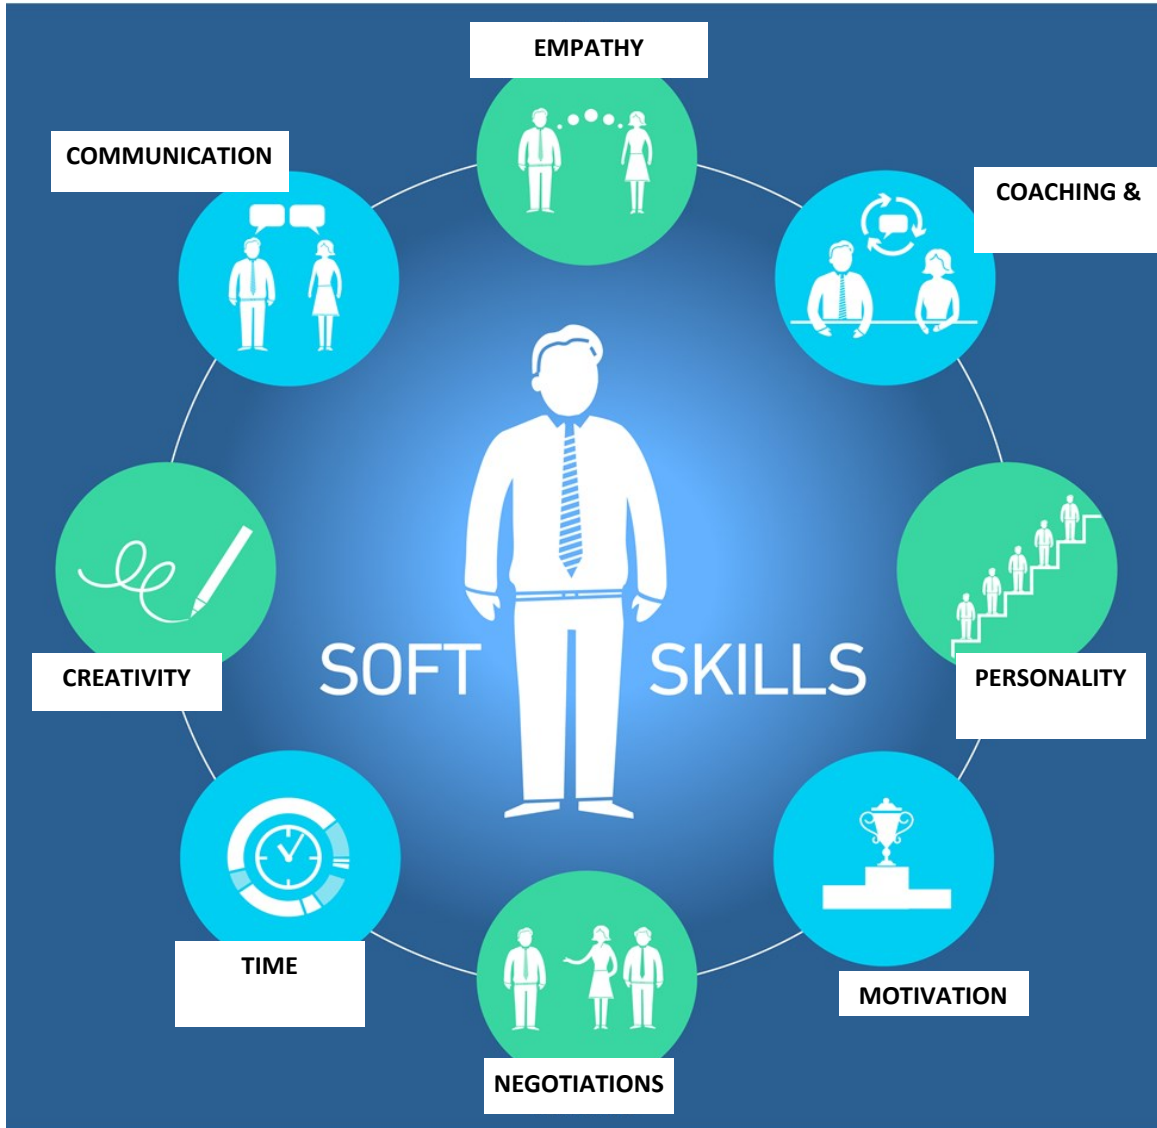 EMPATHY
COMMUNICATION
COACHING &
CREATIVITY
SOFT SKILLS
PERSONALITY
TIME
MOTIVATION
NEGOTIATIONS